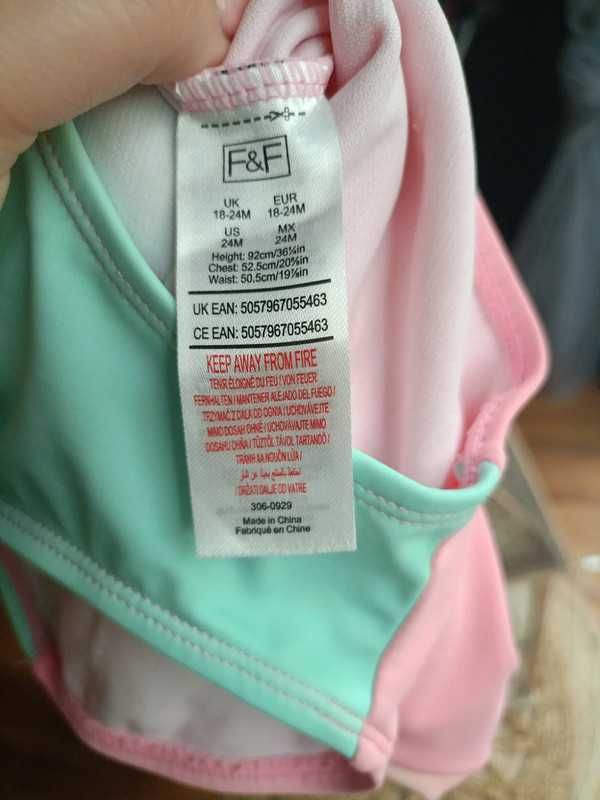 F&F
UK EUR
18-24M 18-24M
US MX
24M 24M
Height: 92cm/36¼in
Chest: 52.5cm/20⅝in
Waist: 50.5cm/19⅞in
UK EAN: 5057967055463
CE EAN: 5057967055463
KEEP AWAY FROM FIRE
TENIR ÉLOIGNÉ DU FEU / VON FEUER
FERNHALTEN / MANTENER ALEJADO DEL FUEGO /
TRZYMAĆ Z DALA OD OGNIA / UCHOVÁVEJTE
MIMO DOSAH OHNĚ / UCHOVÁVAJTE MIMO
DOSAHU OHŇA / TŰZTŐL TÁVOL TARTANDÓ /
TRÁNH XA NGUỒN LỬA /
/ DRŽATI DALJE OD VATRE
306-0929
Made in China
Fabriqué en Chine